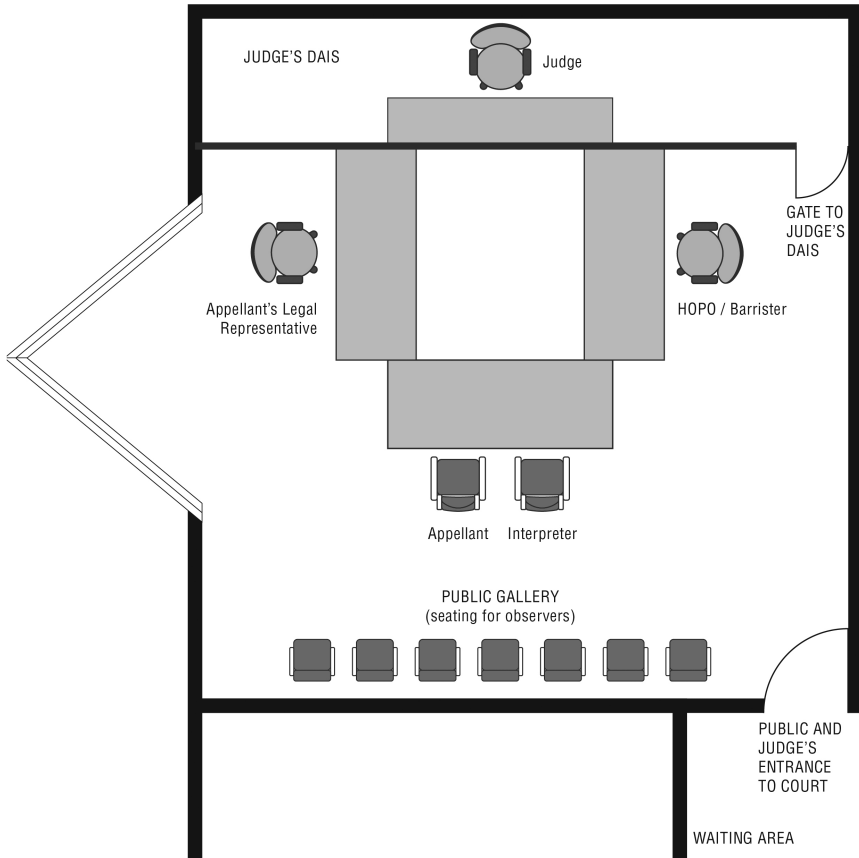 JUDGE’S DAIS
Judge
GATE TO
JUDGE’S
DAIS
Appellant’s Legal
Representative
HOPO / Barrister
Appellant
Interpreter
PUBLIC GALLERY
(seating for observers)
PUBLIC AND
JUDGE’S
ENTRANCE
TO COURT
WAITING AREA